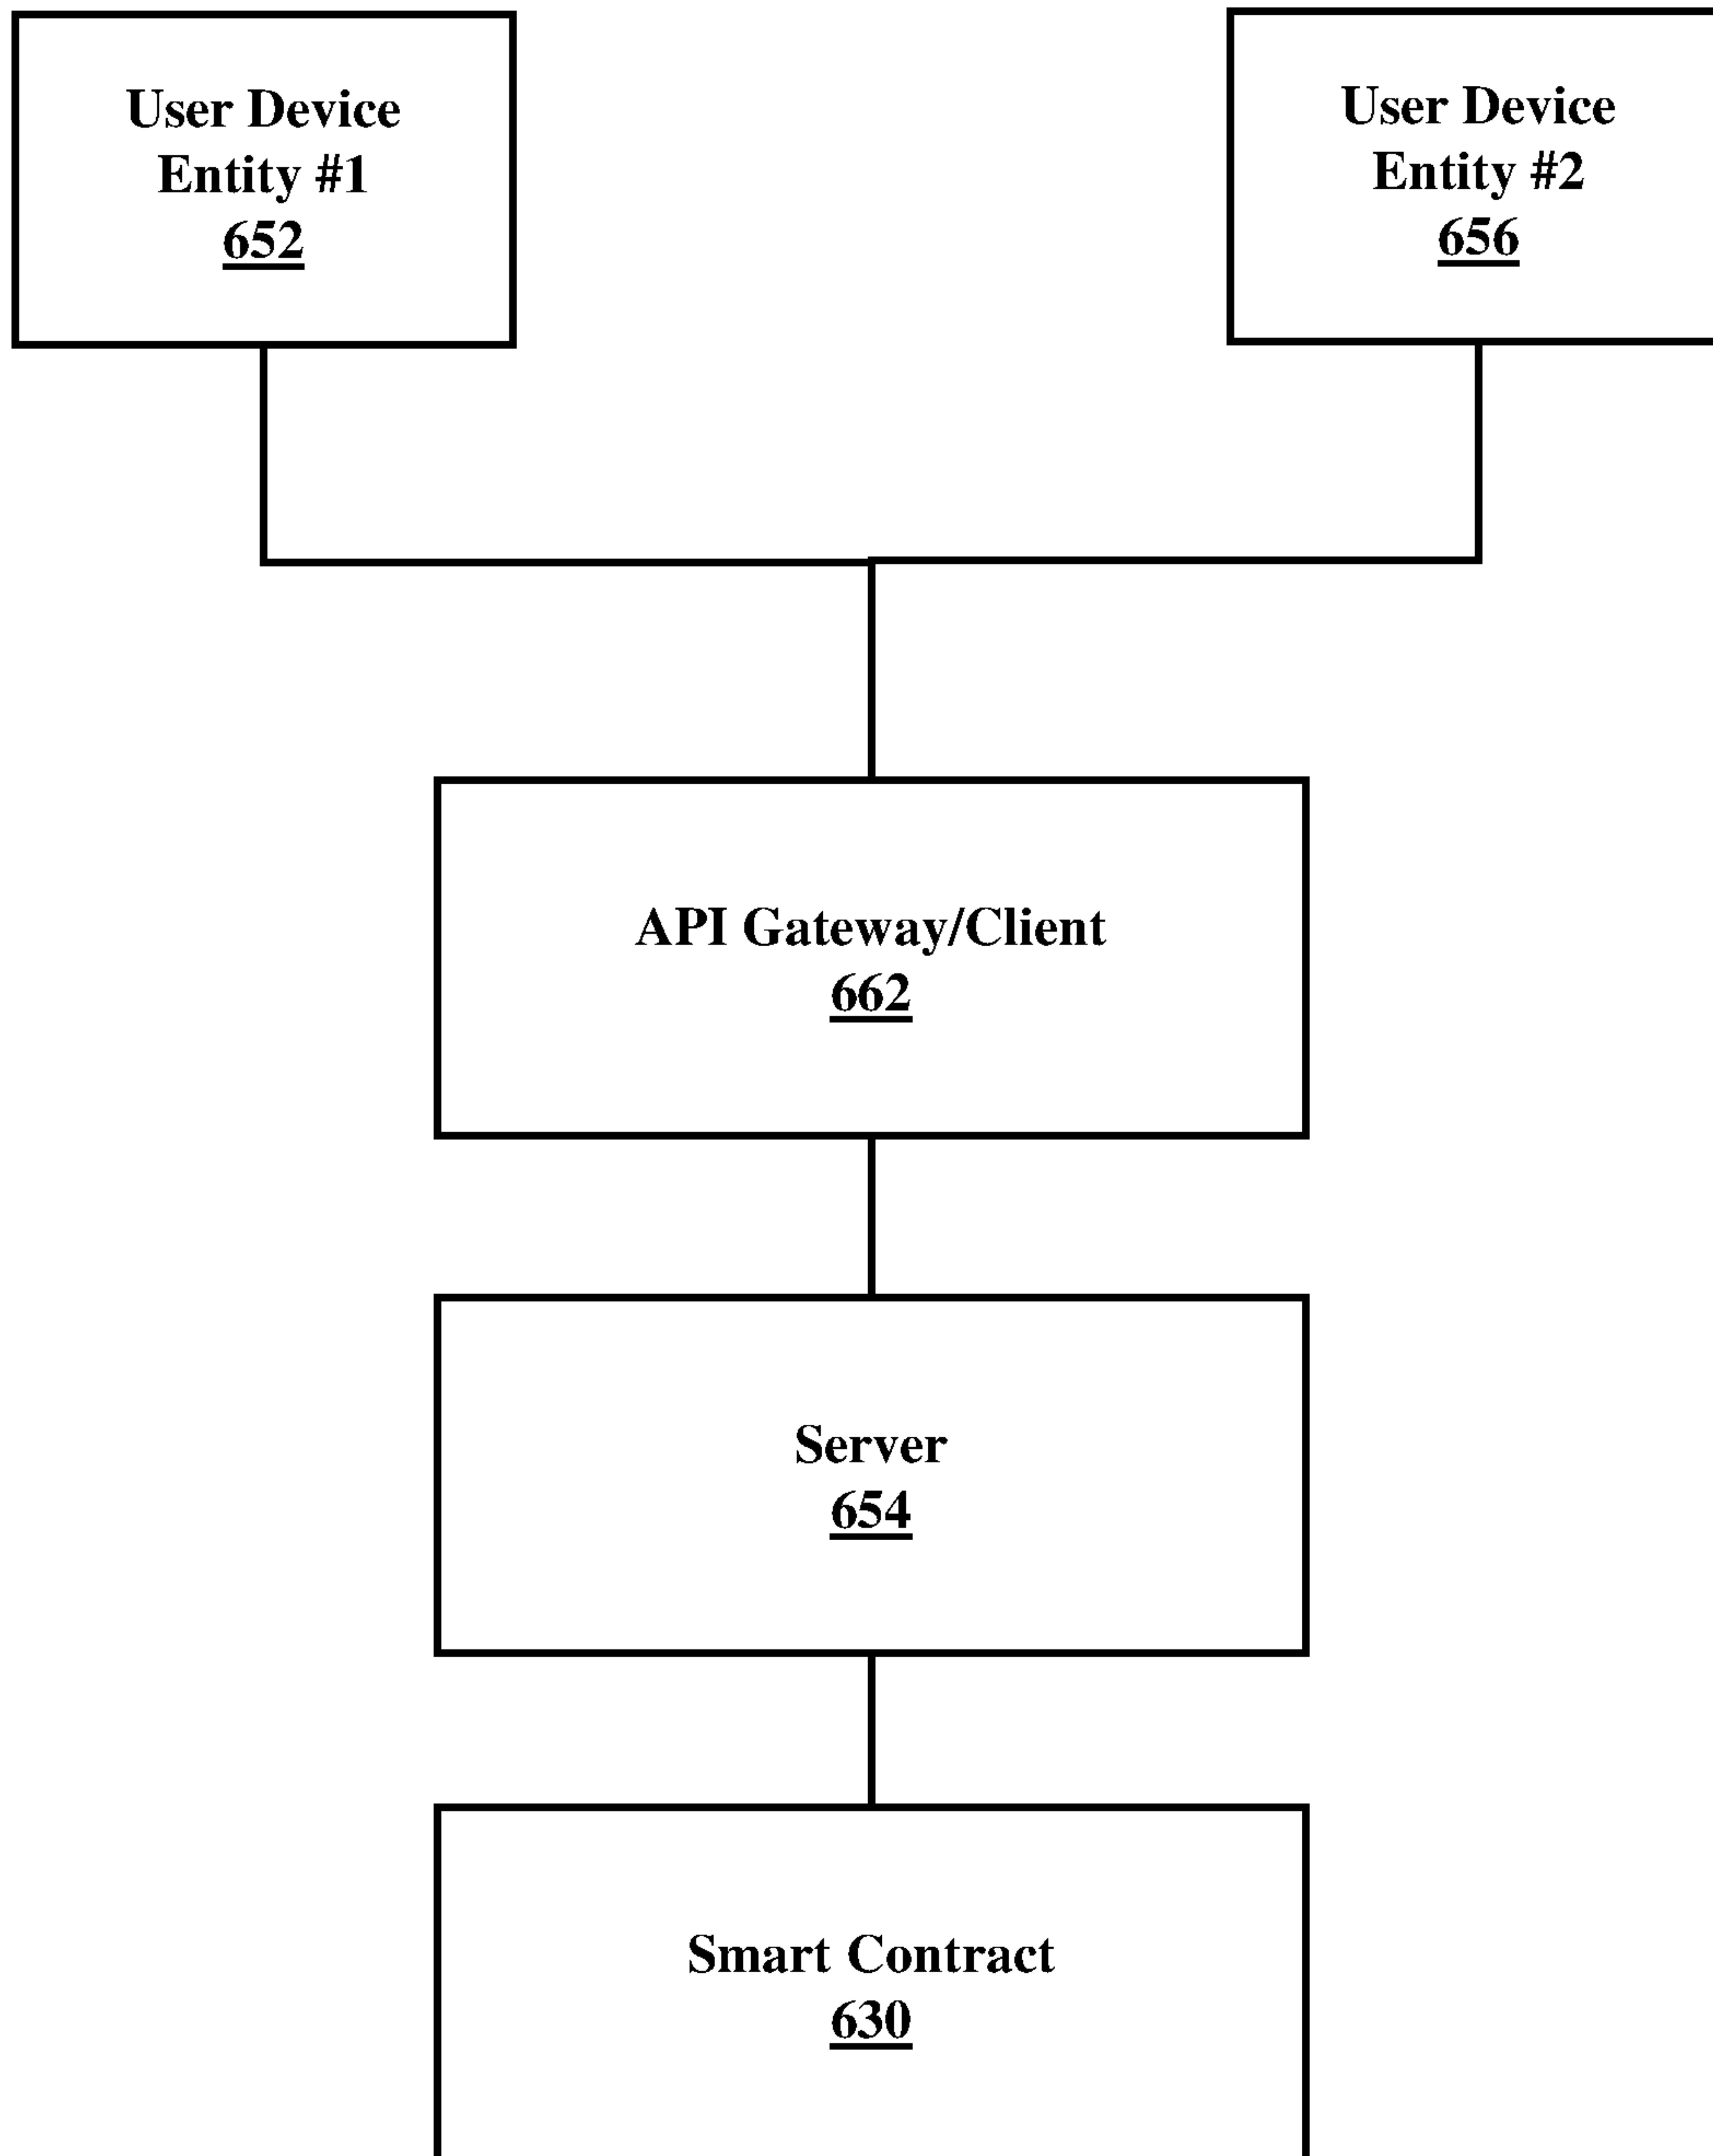 User Device
Entity #1
652
User Device
Entity #2
656
API Gateway/Client
662
Server
654
Smart Contract
630